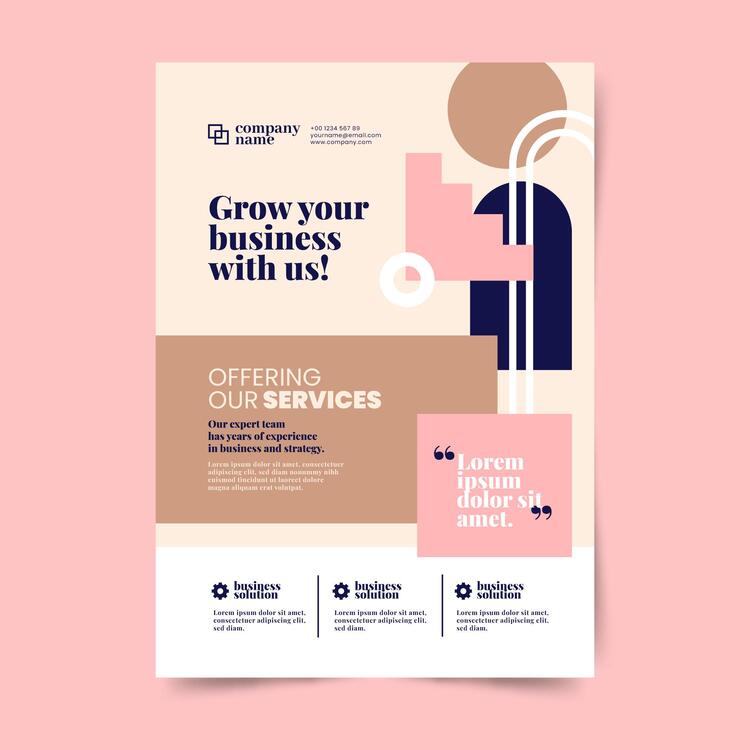 company
name
+00 1234 567 89
yourname@email.com
www.company.com
Grow your
business
with us!
OFFERING
OUR SERVICES
Our expert team
has years of experience
in business and strategy.
Lorem ipsum dolor sit amet, consectetuer
adipiscing elit, sed diam nonummy nibh
euismod tincidunt ut laoreet dolore magna
aliquam erat volutpat.
“Lorem
ipsum
dolor sit
amet.”
business
solution
Lorem ipsum dolor sit amet,
consectetuer adipiscing elit,
sed diam.
business
solution
Lorem ipsum dolor sit amet,
consectetuer adipiscing elit,
sed diam.
business
solution
Lorem ipsum dolor sit amet,
consectetuer adipiscing elit,
sed diam.